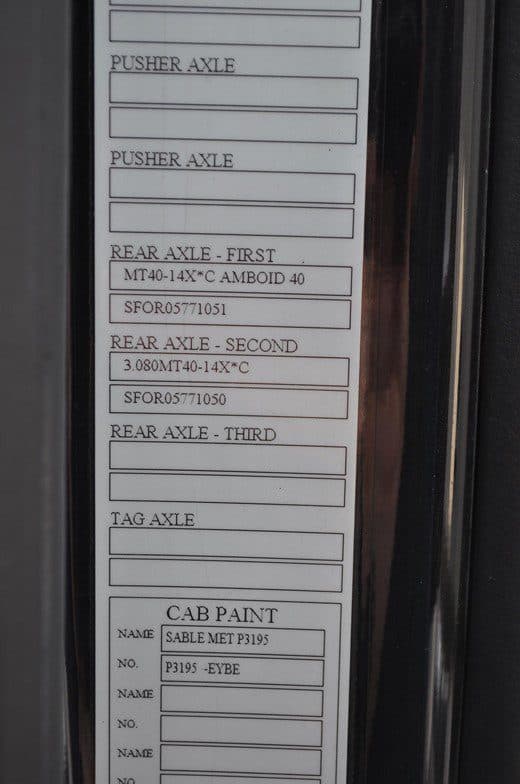 PUSHER AXLE
PUSHER AXLE
REAR AXLE - FIRST
MT40-14X*C AMBOID 40
SFOR05771051
REAR AXLE - SECOND
3.080MT40-14X*C
SFOR05771050
REAR AXLE - THIRD
TAG AXLE
CAB PAINT
NAME SABLE MET P3195
NO. P3195 -EYBE
NAME
NO.
NAME
NO.